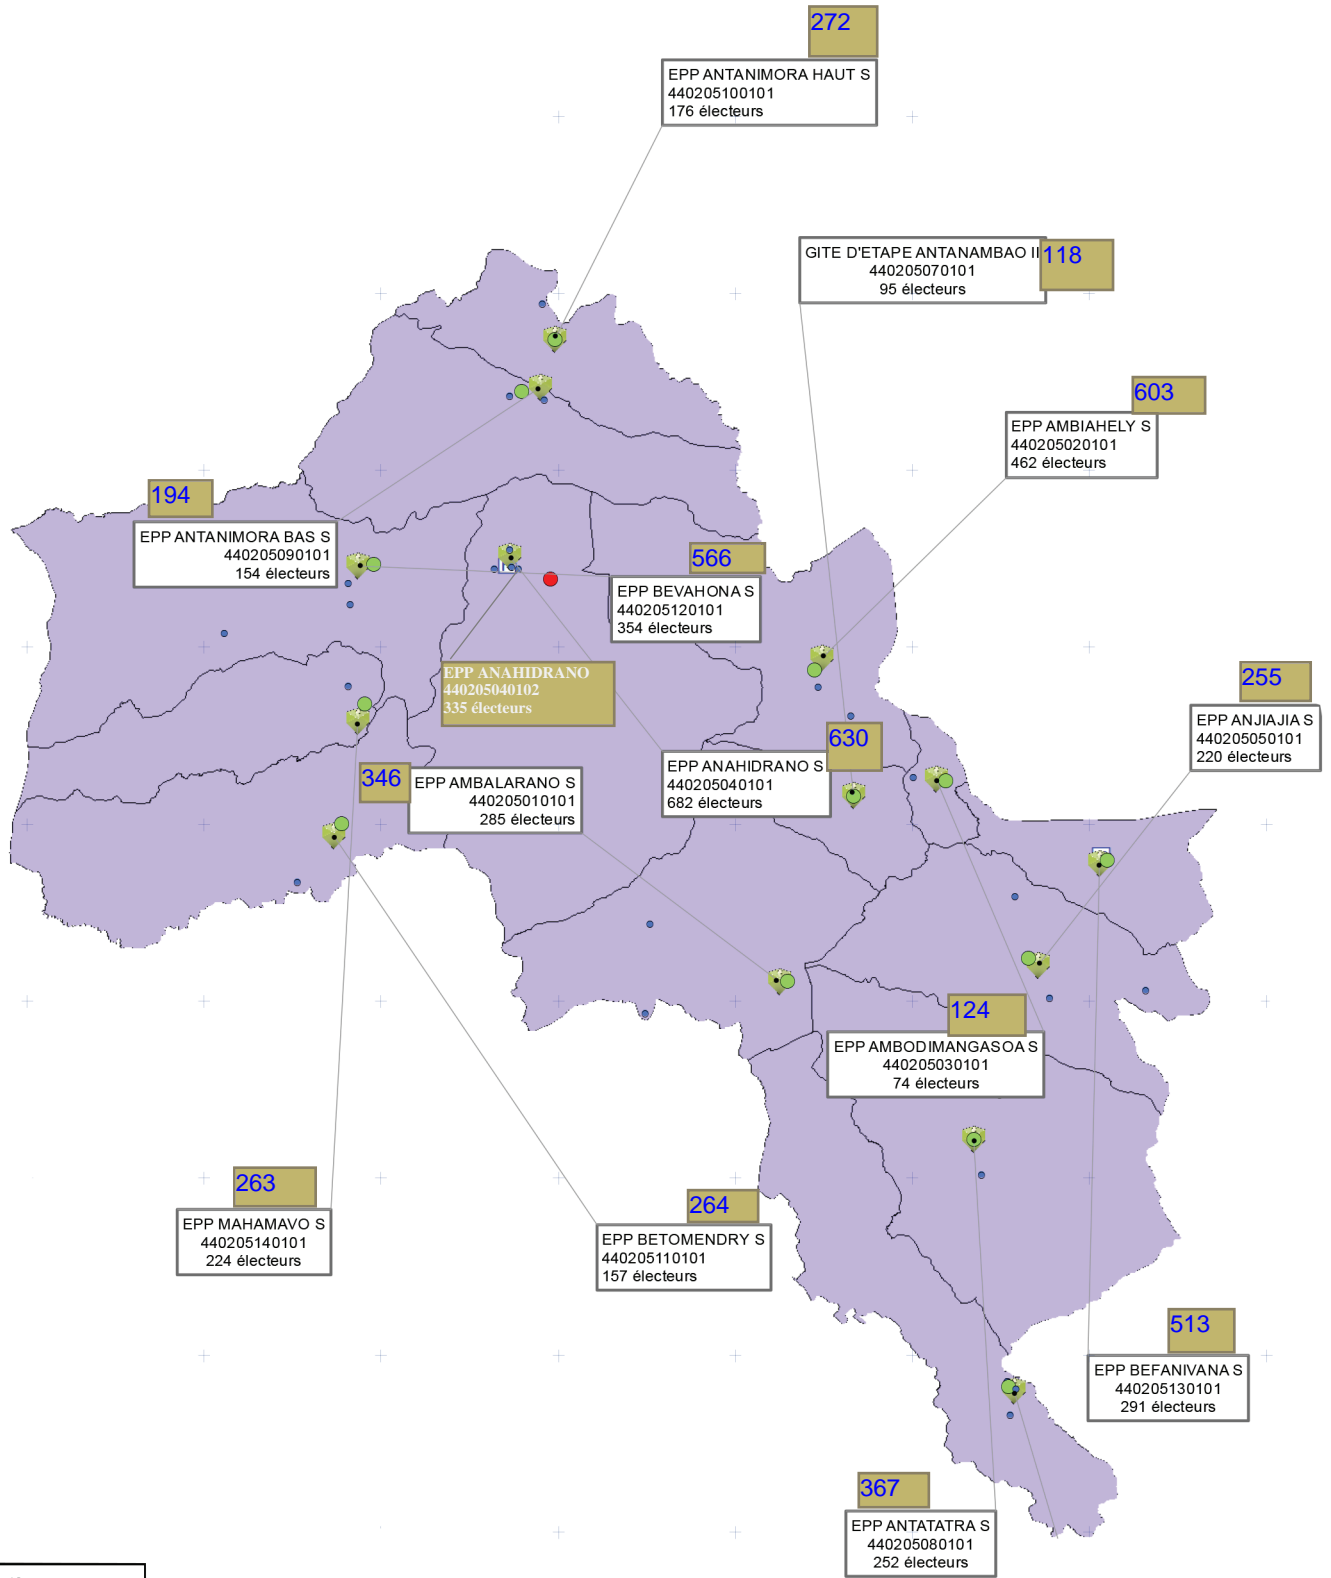 272
EPP ANTANIMORA HAUT S
440205100101
176 électeurs
GITE D'ETAPE ANTANAMBAO II
118
440205070101
95 électeurs
603
EPP AMBIAHELY S
440205020101
462 électeurs
194
EPP ANTANIMORA BAS S
440205090101
154 électeurs
566
EPP BEVAHONA S
440205120101
354 électeurs
EPP ANAHIDRANO
440205040102
335 électeurs
255
EPP ANJIAJIA S
440205050101
220 électeurs
630
EPP ANAHIDRANO S
440205040101
682 électeurs
346
EPP AMBALARANO S
440205010101
285 électeurs
124
EPP AMBODIMANGASOA S
440205030101
74 électeurs
263
EPP MAHAMAVO S
440205140101
224 électeurs
264
EPP BETOMENDRY S
440205110101
157 électeurs
513
EPP BEFANIVANA S
440205130101
291 électeurs
367
EPP ANTATATRA S
440205080101
252 électeurs